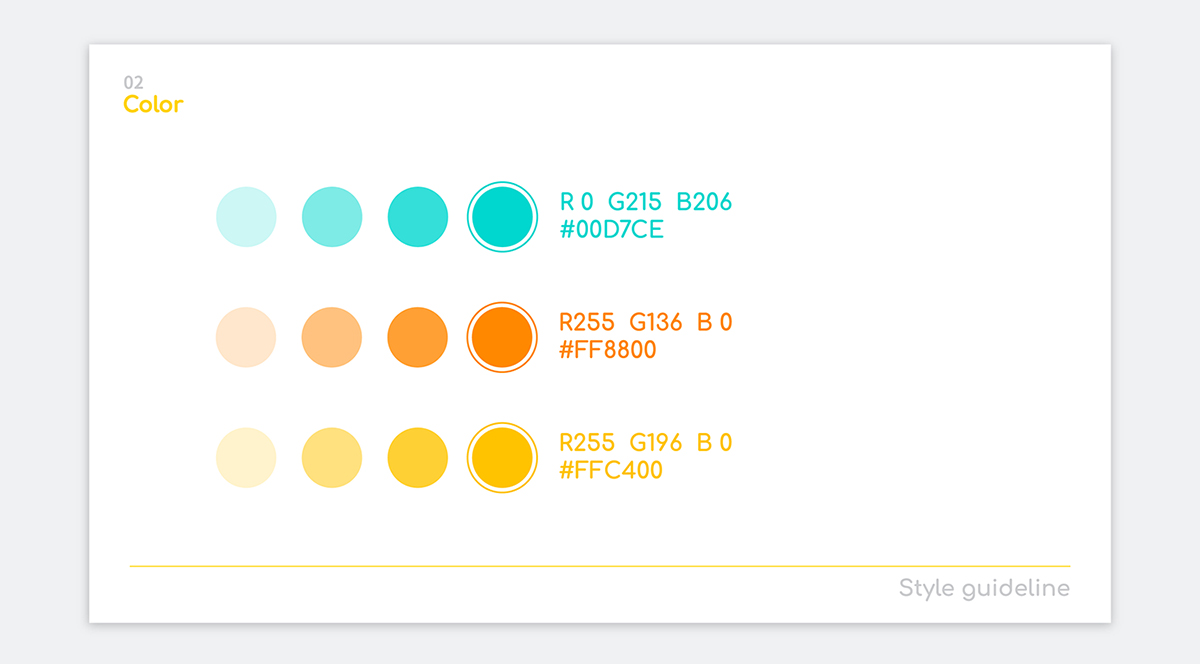 02
Color
R 0 G215 B206
#00D7CE
R255 G136 B 0
#FF8800
R255 G196 B 0
#FFC400
Style guideline